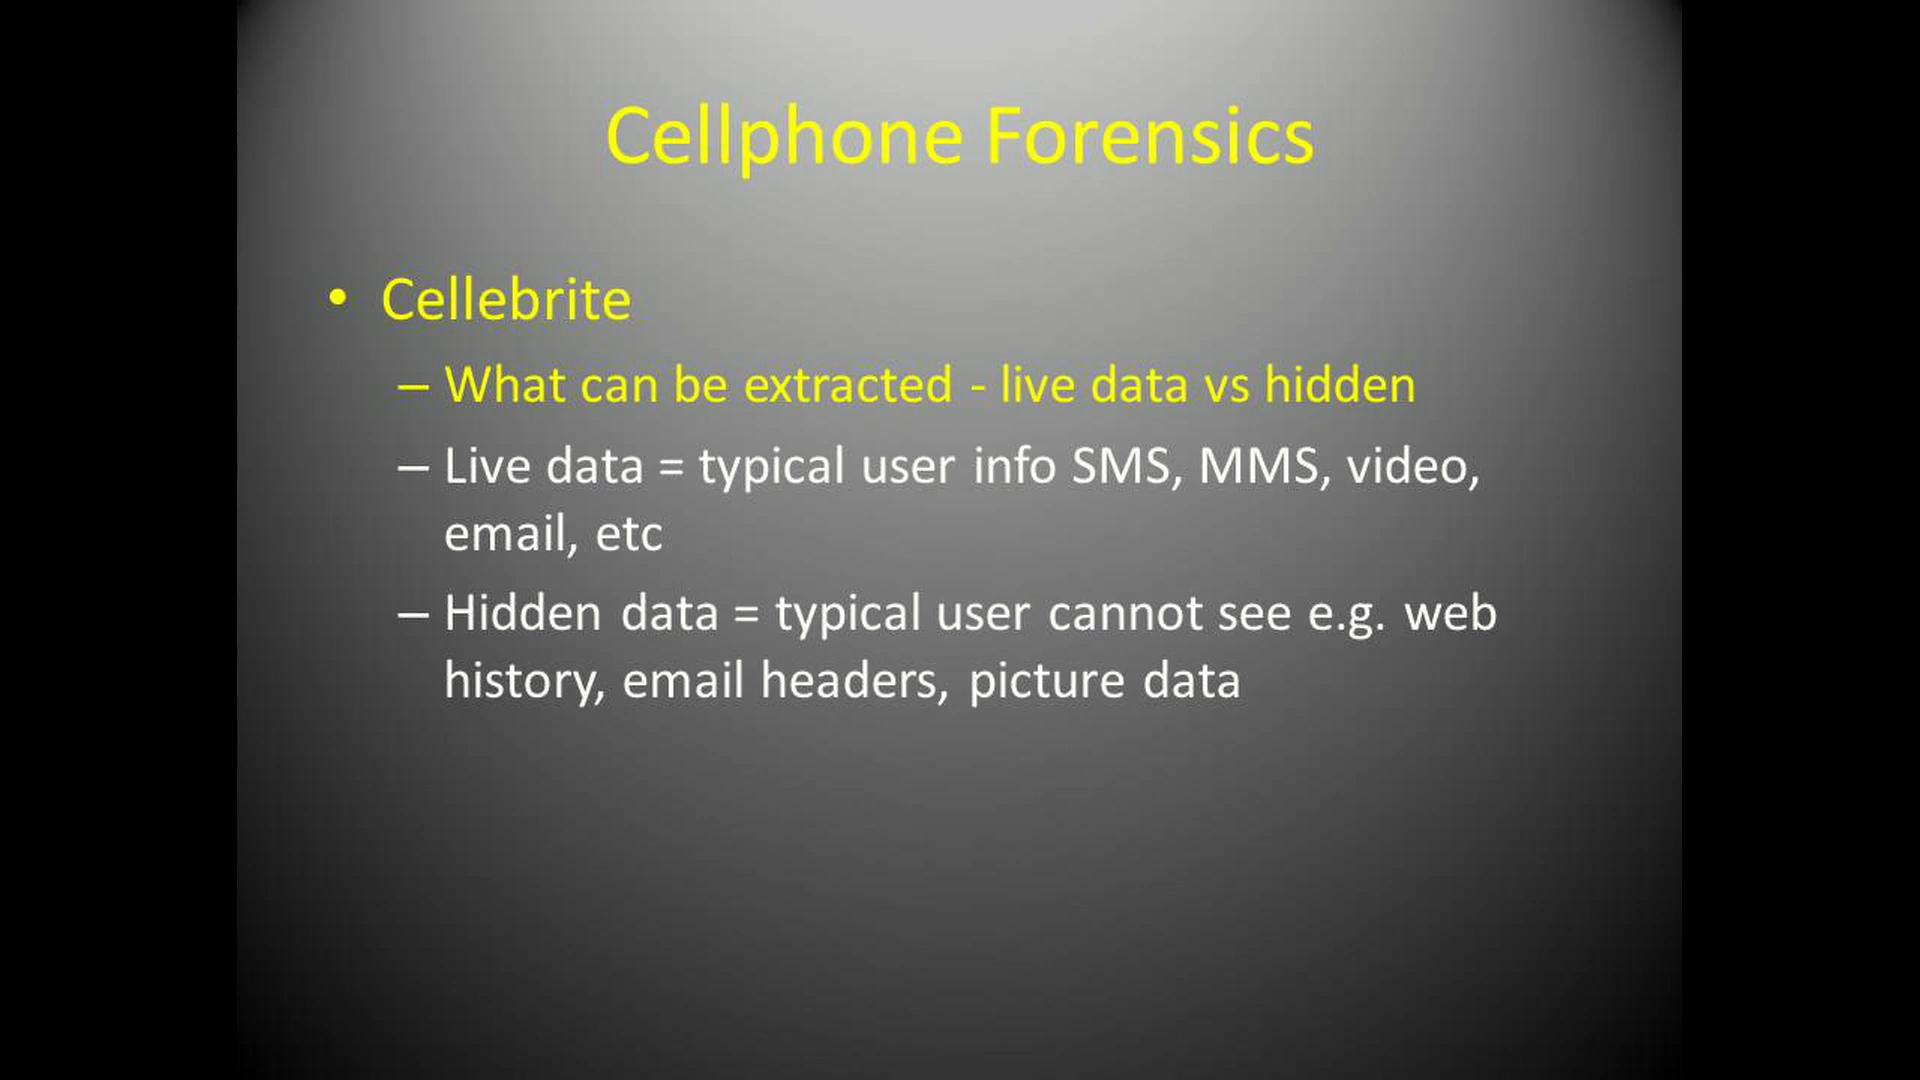 Cellphone Forensics
• Cellebrite
– What can be extracted - live data vs hidden
– Live data = typical user info SMS, MMS, video,
email, etc
– Hidden data = typical user cannot see e.g. web
history, email headers, picture data